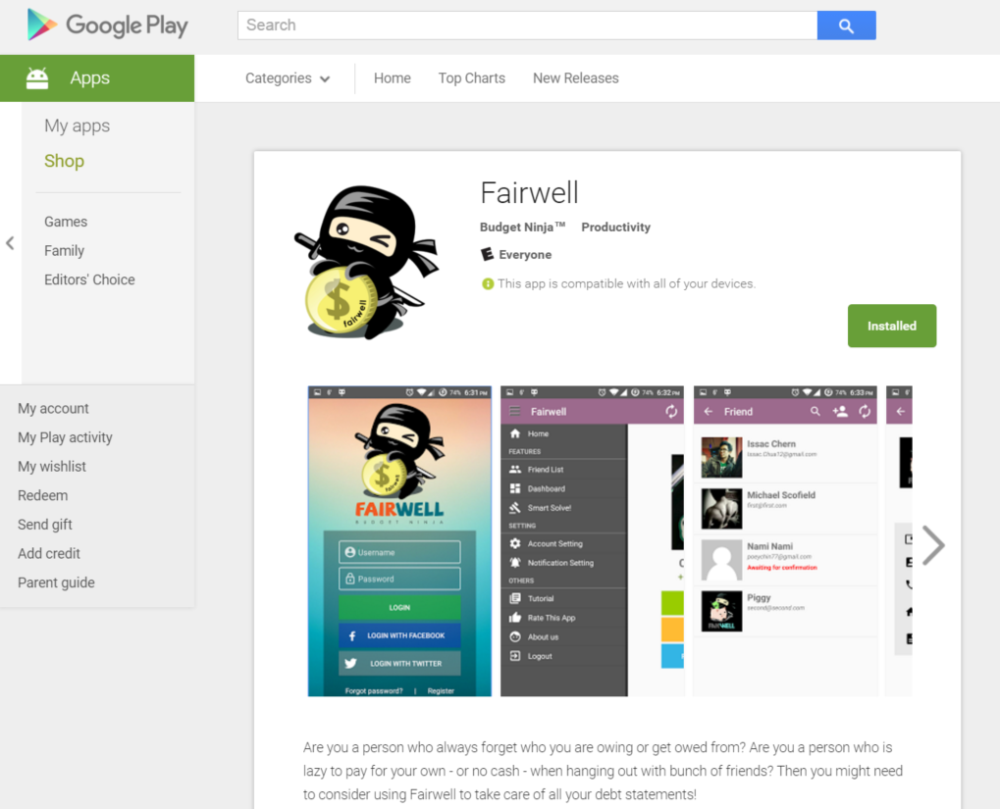 Google Play
Search
Apps
Categories
Home
Top Charts
New Releases
My apps
Shop
Games
Family
Editors' Choice
My account
My Play activity
My wishlist
Redeem
Send gift
Add credit
Parent guide
Fairwell
Budget Ninja™ Productivity
E Everyone
This app is compatible with all of your devices.
Installed
$
fairwell
74% 6:31 PM
$
fairwell
FAIRWELL
BUDGET NINJA
Username
Password
LOGIN
f LOGIN WITH FACEBOOK
LOGIN WITH TWITTER
Forgot password? | Register
74% 6:32 PM
Fairwell
Home
FEATURES
Friend List
Dashboard
Smart Solve!
SETTING
Account Setting
Notification Setting
OTHERS
Tutorial
Rate This App
About us
Logout
74% 6:33 PM
Friend
Issac Chern
Issac.Chua12@gmail.com
Michael Scofield
first@first.com
Nami Nami
poeychin77@gmail.com
Awaiting for confirmation
Piggy
second@second.com
FAIRWELL
Are you a person who always forget who you are owing or get owed from? Are you a person who is
lazy to pay for your own - or no cash - when hanging out with bunch of friends? Then you might need
to consider using Fairwell to take care of all your debt statements!